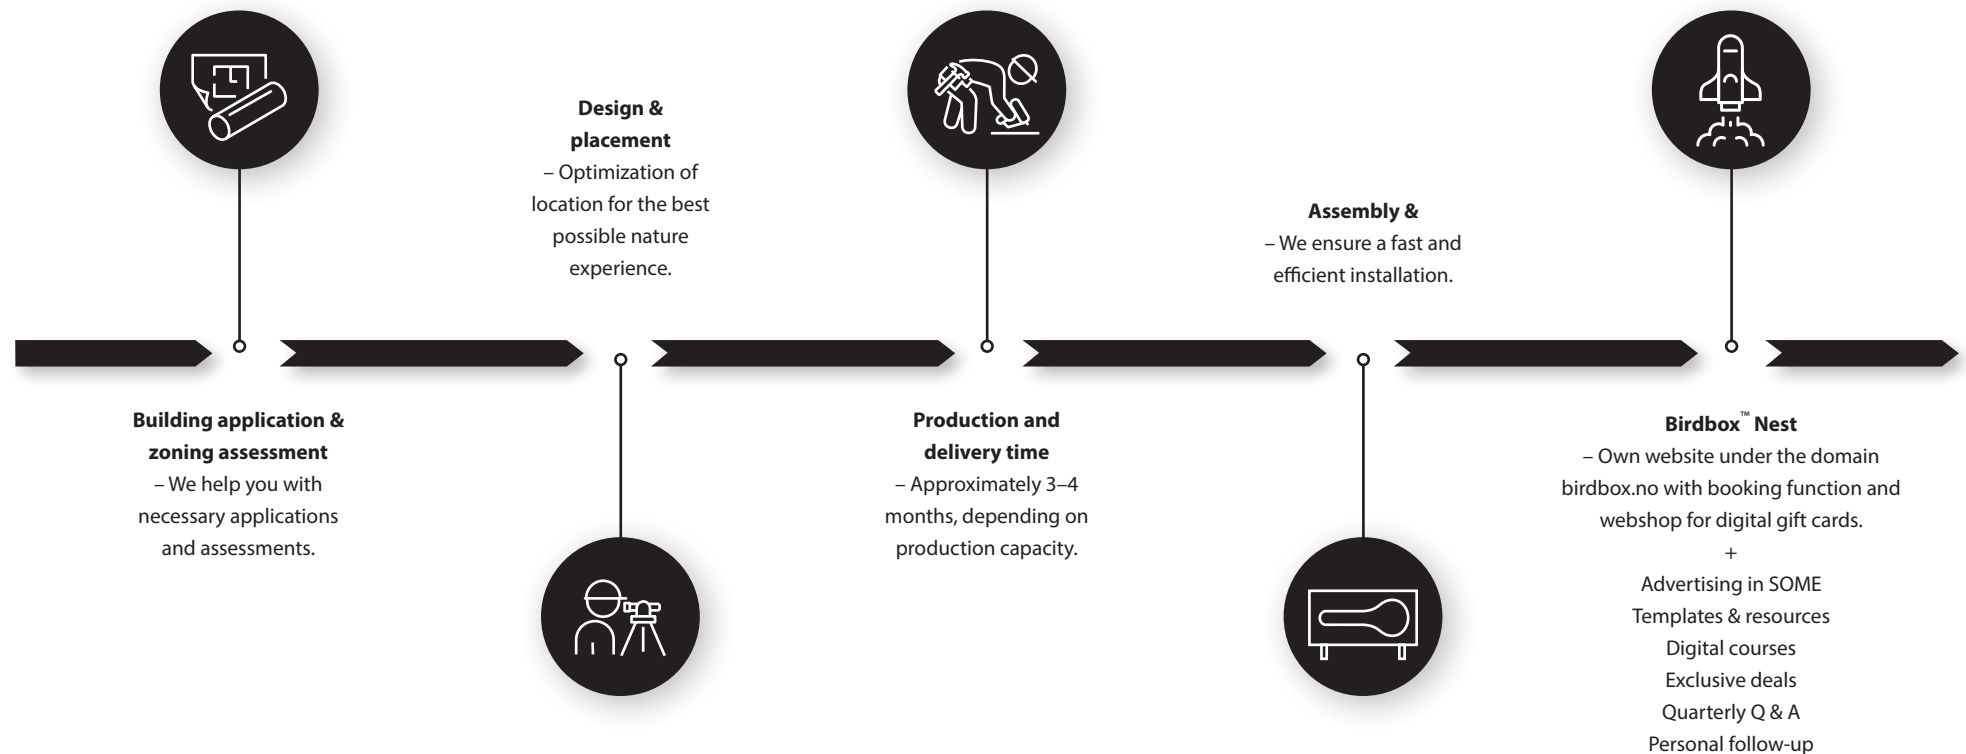 Building application &
zoning assessment
– We help you with
necessary applications
and assessments.
Design &
placement
– Optimization of
location for the best
possible nature
experience.
Production and
delivery time
– Approximately 3–4
months, depending on
production capacity.
Assembly &
– We ensure a fast and
efficient installation.
Birdbox™ Nest
– Own website under the domain
birdbox.no with booking function and
webshop for digital gift cards.
+
Advertising in SOME
Templates & resources
Digital courses
Exclusive deals
Quarterly Q & A
Personal follow-up